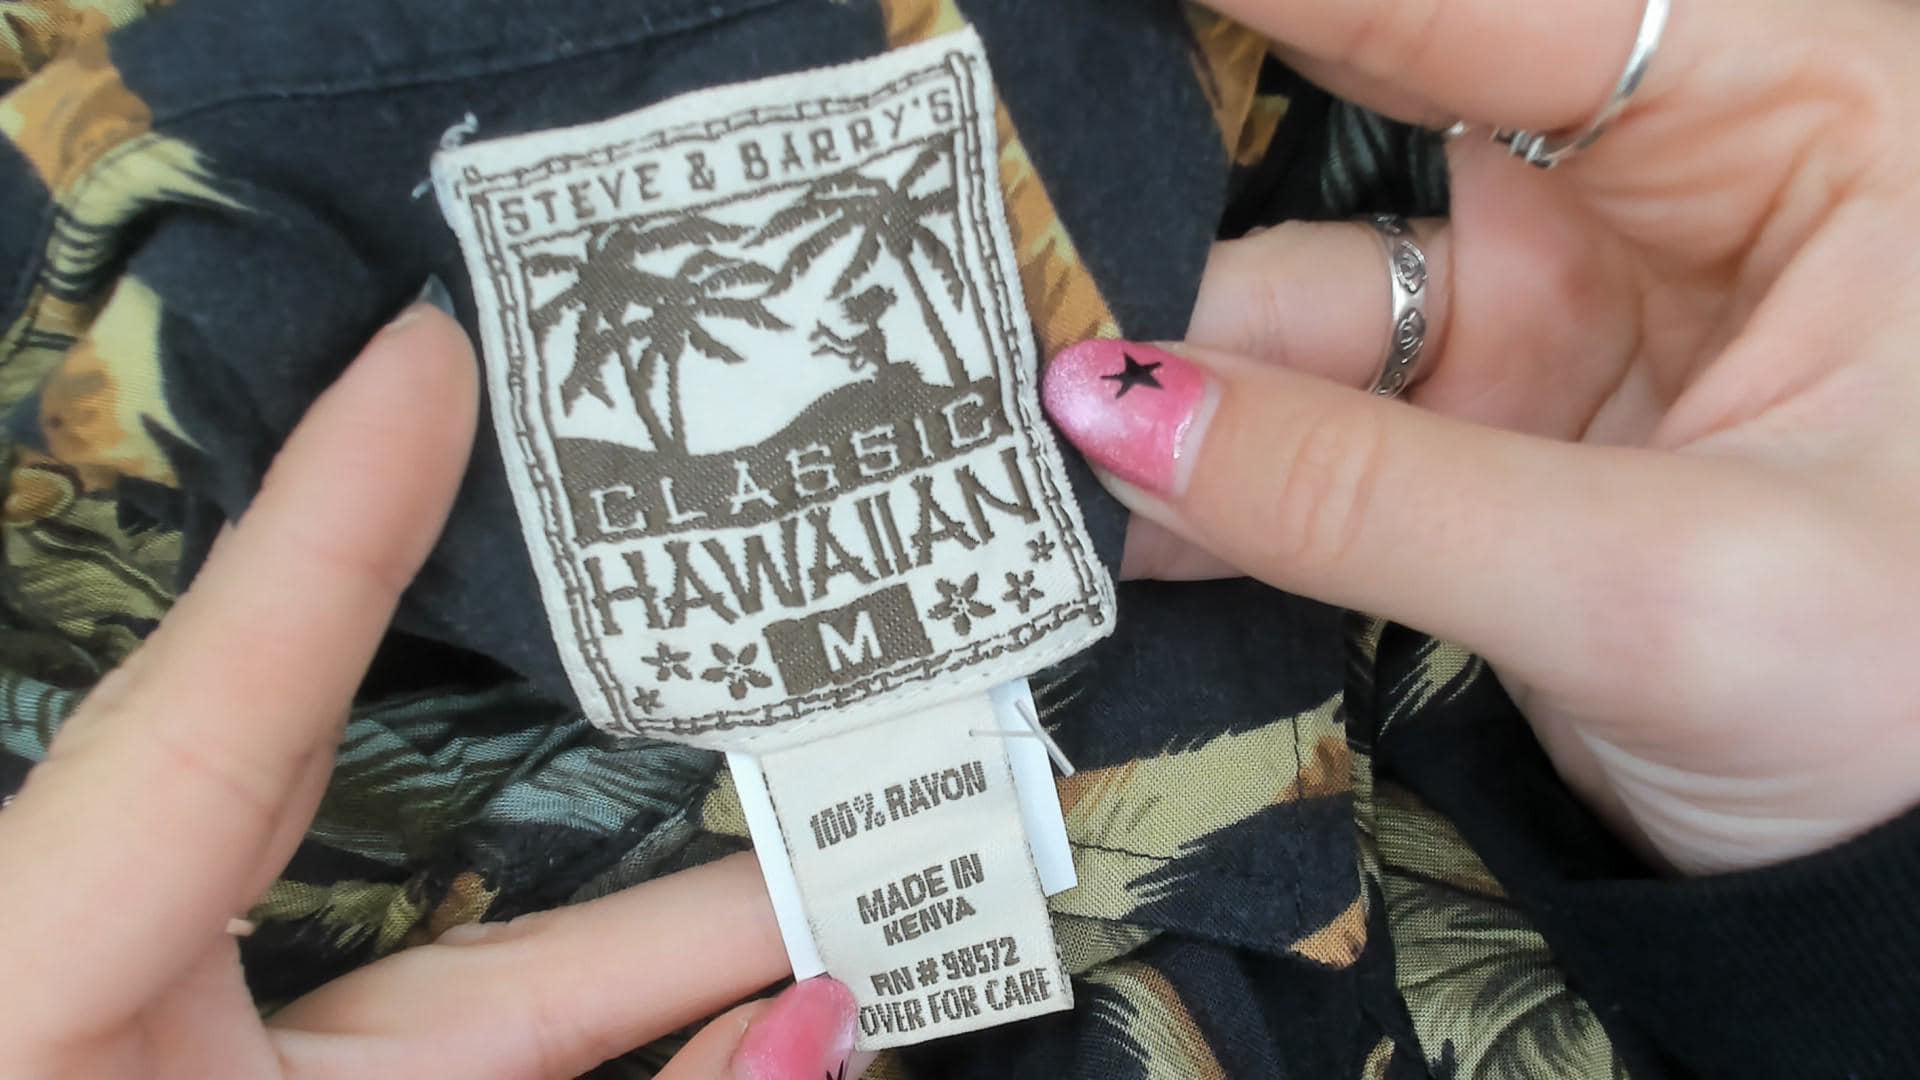 STEVE & BARRY'S
CLASSIC
HAWAIIAN
M
100% RAYON
MADE IN
KENYA
RN # 98572
OVER FOR CARE